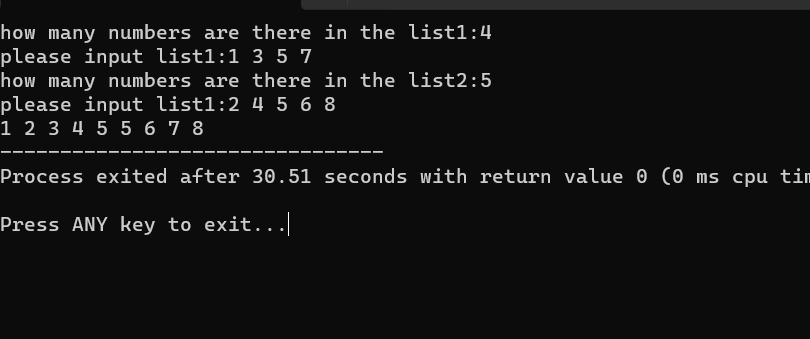 how many numbers are there in the list1:4
please input list1:1 3 5 7
how many numbers are there in the list2:5
please input list1:2 4 5 6 8
1 2 3 4 5 5 6 7 8
--------------------------------
Process exited after 30.51 seconds with return value 0 (0 ms cpu tim
Press ANY key to exit...